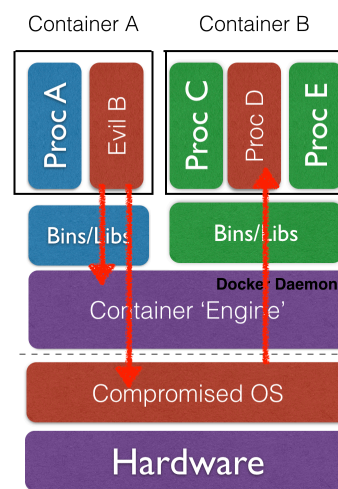 Container A
Container B
Proc A
Evil B
Proc C
Proc D
Proc E
Bins/Libs
Bins/Libs
Docker Daemon
Container ‘Engine’
Compromised OS
Hardware